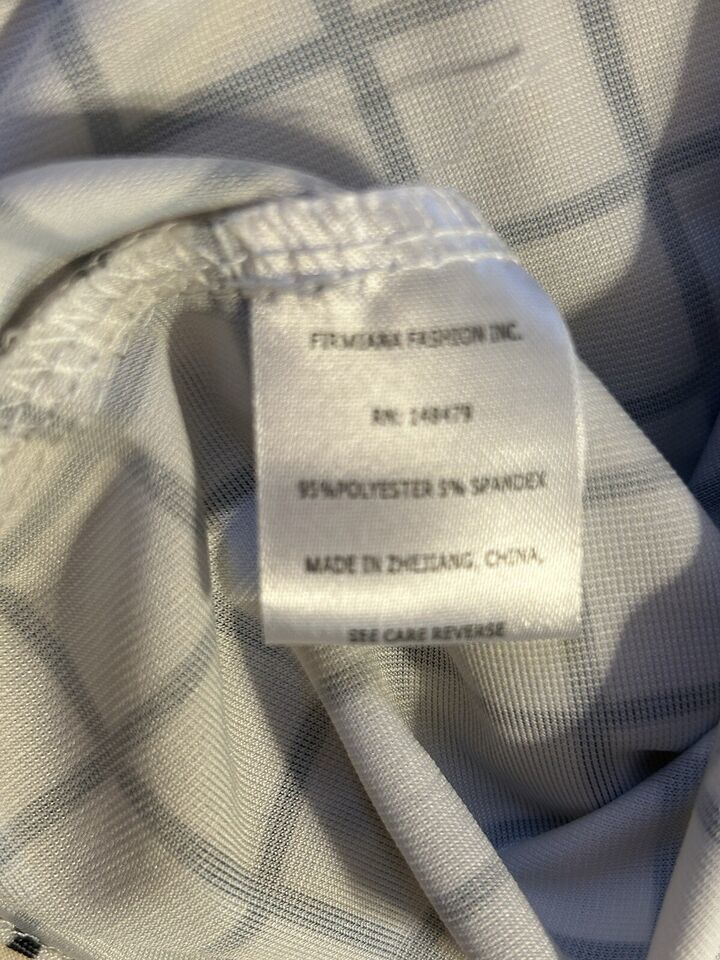 FIRMIANA FASHION INC.
RN: 148479
95%POLYESTER 5% SPANDEX
MADE IN ZHEJIANG, CHINA,
SEE CARE REVERSE